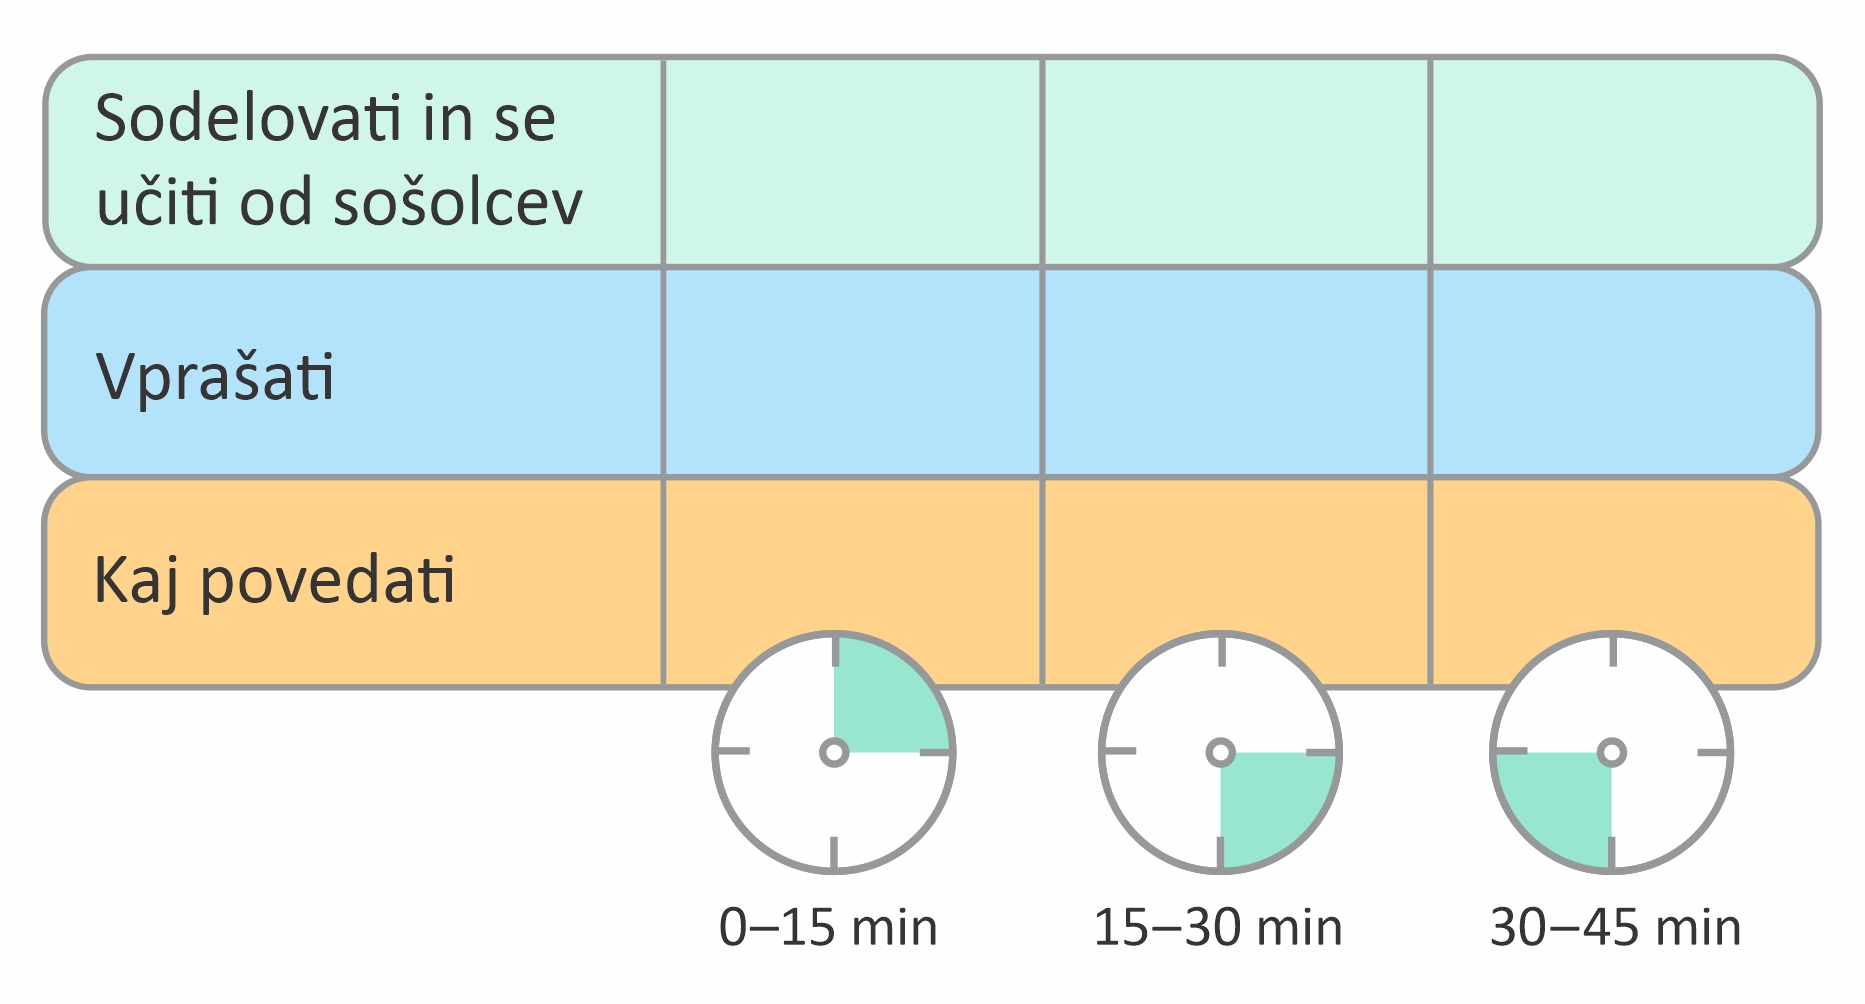 Sodelovati in se
učiti od sošolcev
Vprašati
Kaj povedati
0–15 min
15–30 min
30–45 min